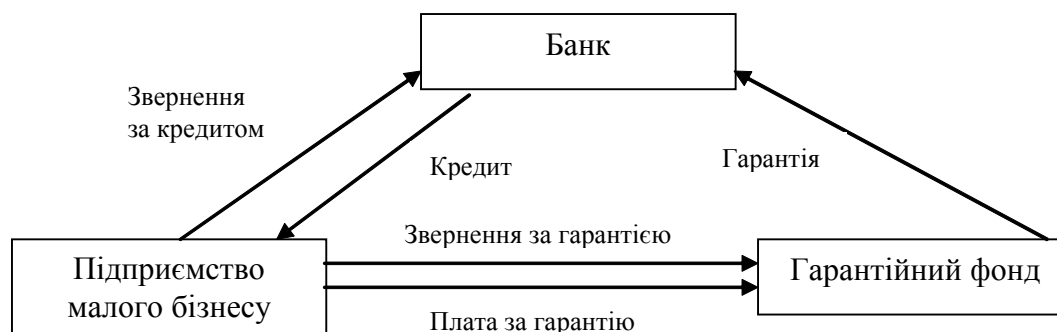 Банк
Звернення
за кредитом
Кредит
Гарантія
Звернення за гарантією
Підприємство
малого бізнесу
Гарантійний фонд
Плата за гарантію